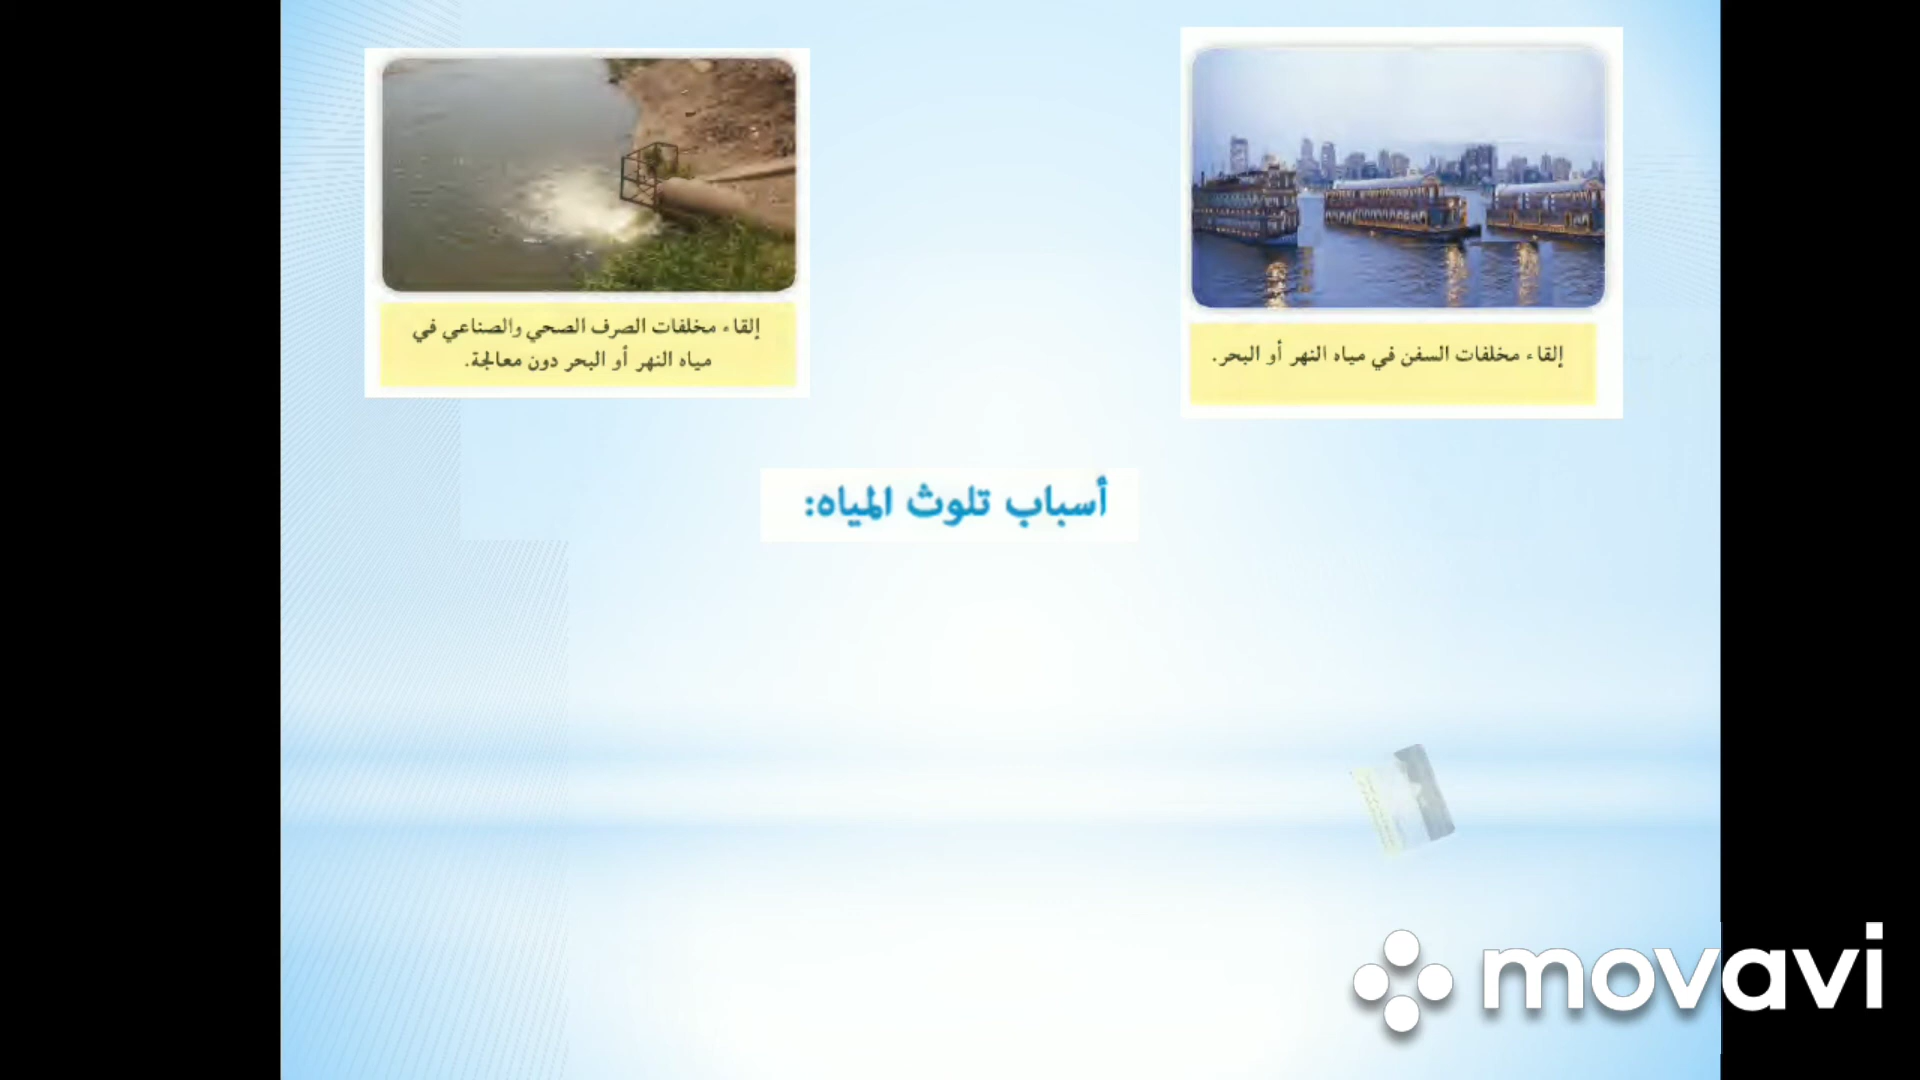 إلقاء مخلفات السفن في مياه النهر أو البحر.
إلقاء مخلفات الصرف الصحي والصناعي في
مياه النهر أو البحر دون معالجة.
أسباب تلوث المياه:
movavi